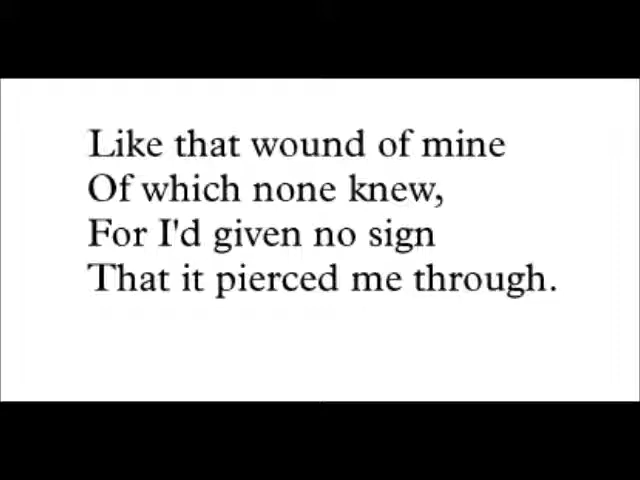 Like that wound of mine
Of which none knew,
For I'd given no sign
That it pierced me through.